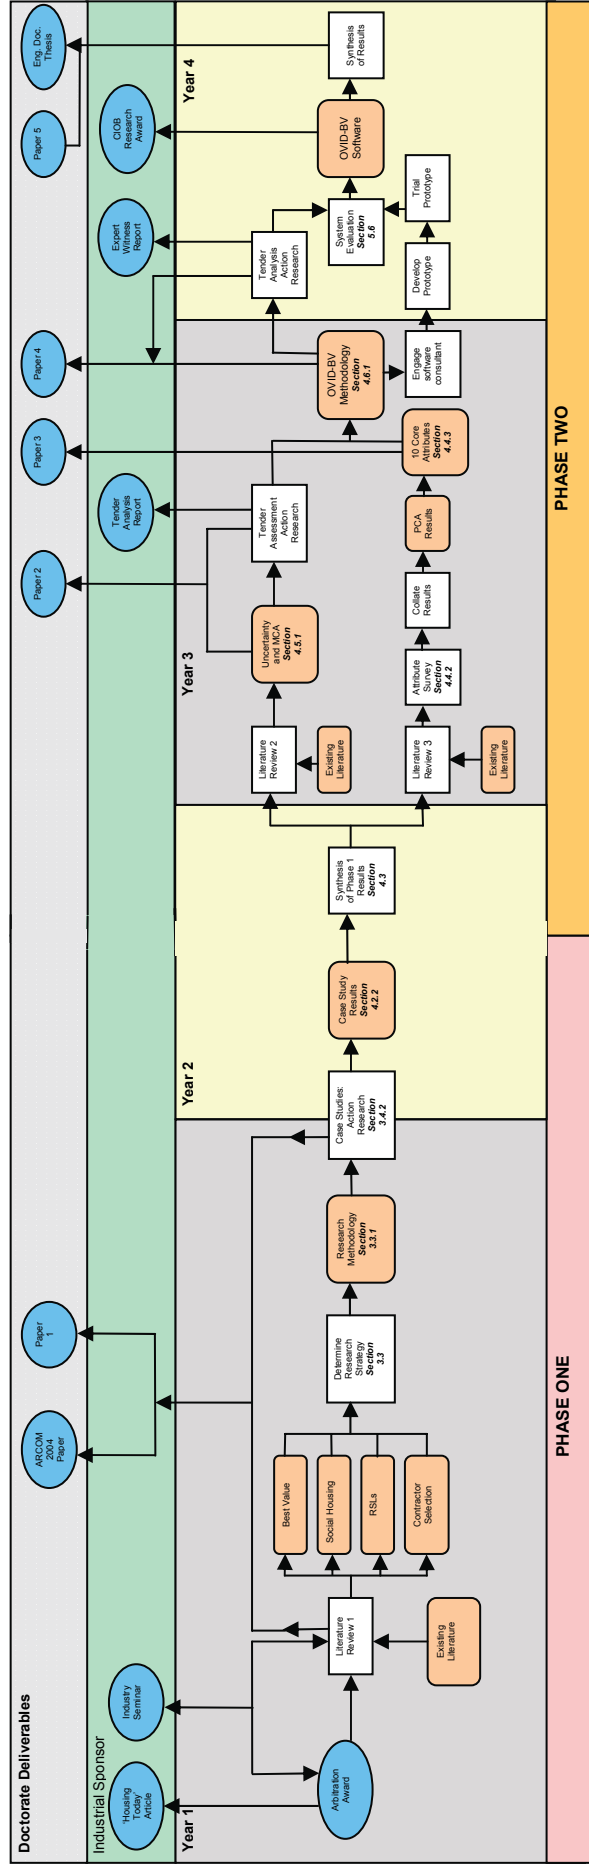 Doctorate Deliverables
ARCOM
2004
Paper
Paper
1
Paper 2
Paper 3
Paper 4
Paper 5
Eng. Doc.
Thesis
Industrial Sponsor
'Housing
Today'
Article
Industry
Seminar
Tender
Analysis
Report
Expert
Witness
Report
CIOB
Research
Award
Year 1
Arbitration
Award
Literature
Review 1
Existing
Literature
Best Value
Social Housing
RSLs
Contractor
Selection
Determine
Research
Strategy
Section
3.3
Research
Methodology
Section
3.3.1
Case Studies:
Action
Research
Section
3.4.2
Year 2
Case Study
Results
Section
4.2.2
Synthesis
of Phase 1
Results
Section
4.3
Year 3
Literature
Review 2
Existing
Literature
Uncertainty
and MCA
Section
4.5.1
Tender
Assessment
Action
Research
Literature
Review 3
Existing
Literature
Attribute
Survey
Section
4.4.2
Collate
Results
PCA
Results
10 Core
Attributes
Section
4.4.3
OVID-BV
Methodology
Section
4.6.1
Engage
software
consultant
Year 4
Tender
Analysis
Action
Research
Develop
Prototype
Trial
Prototype
System
Evaluation
Section
5.6
OVID-BV
Software
Synthesis
of Results
PHASE ONE
PHASE TWO